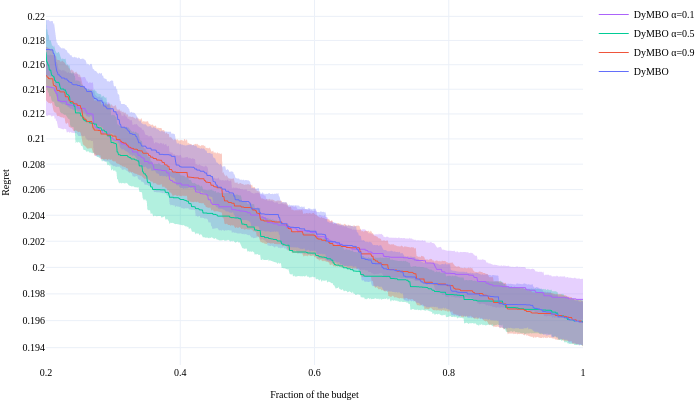 0.22
0.218
0.216
0.214
0.212
0.21
0.208
0.206
0.204
0.202
0.2
0.198
0.196
0.194
Regret
0.2 0.4 0.6 0.8 1
Fraction of the budget
DyMBO α=0.1
DyMBO α=0.5
DyMBO α=0.9
DyMBO